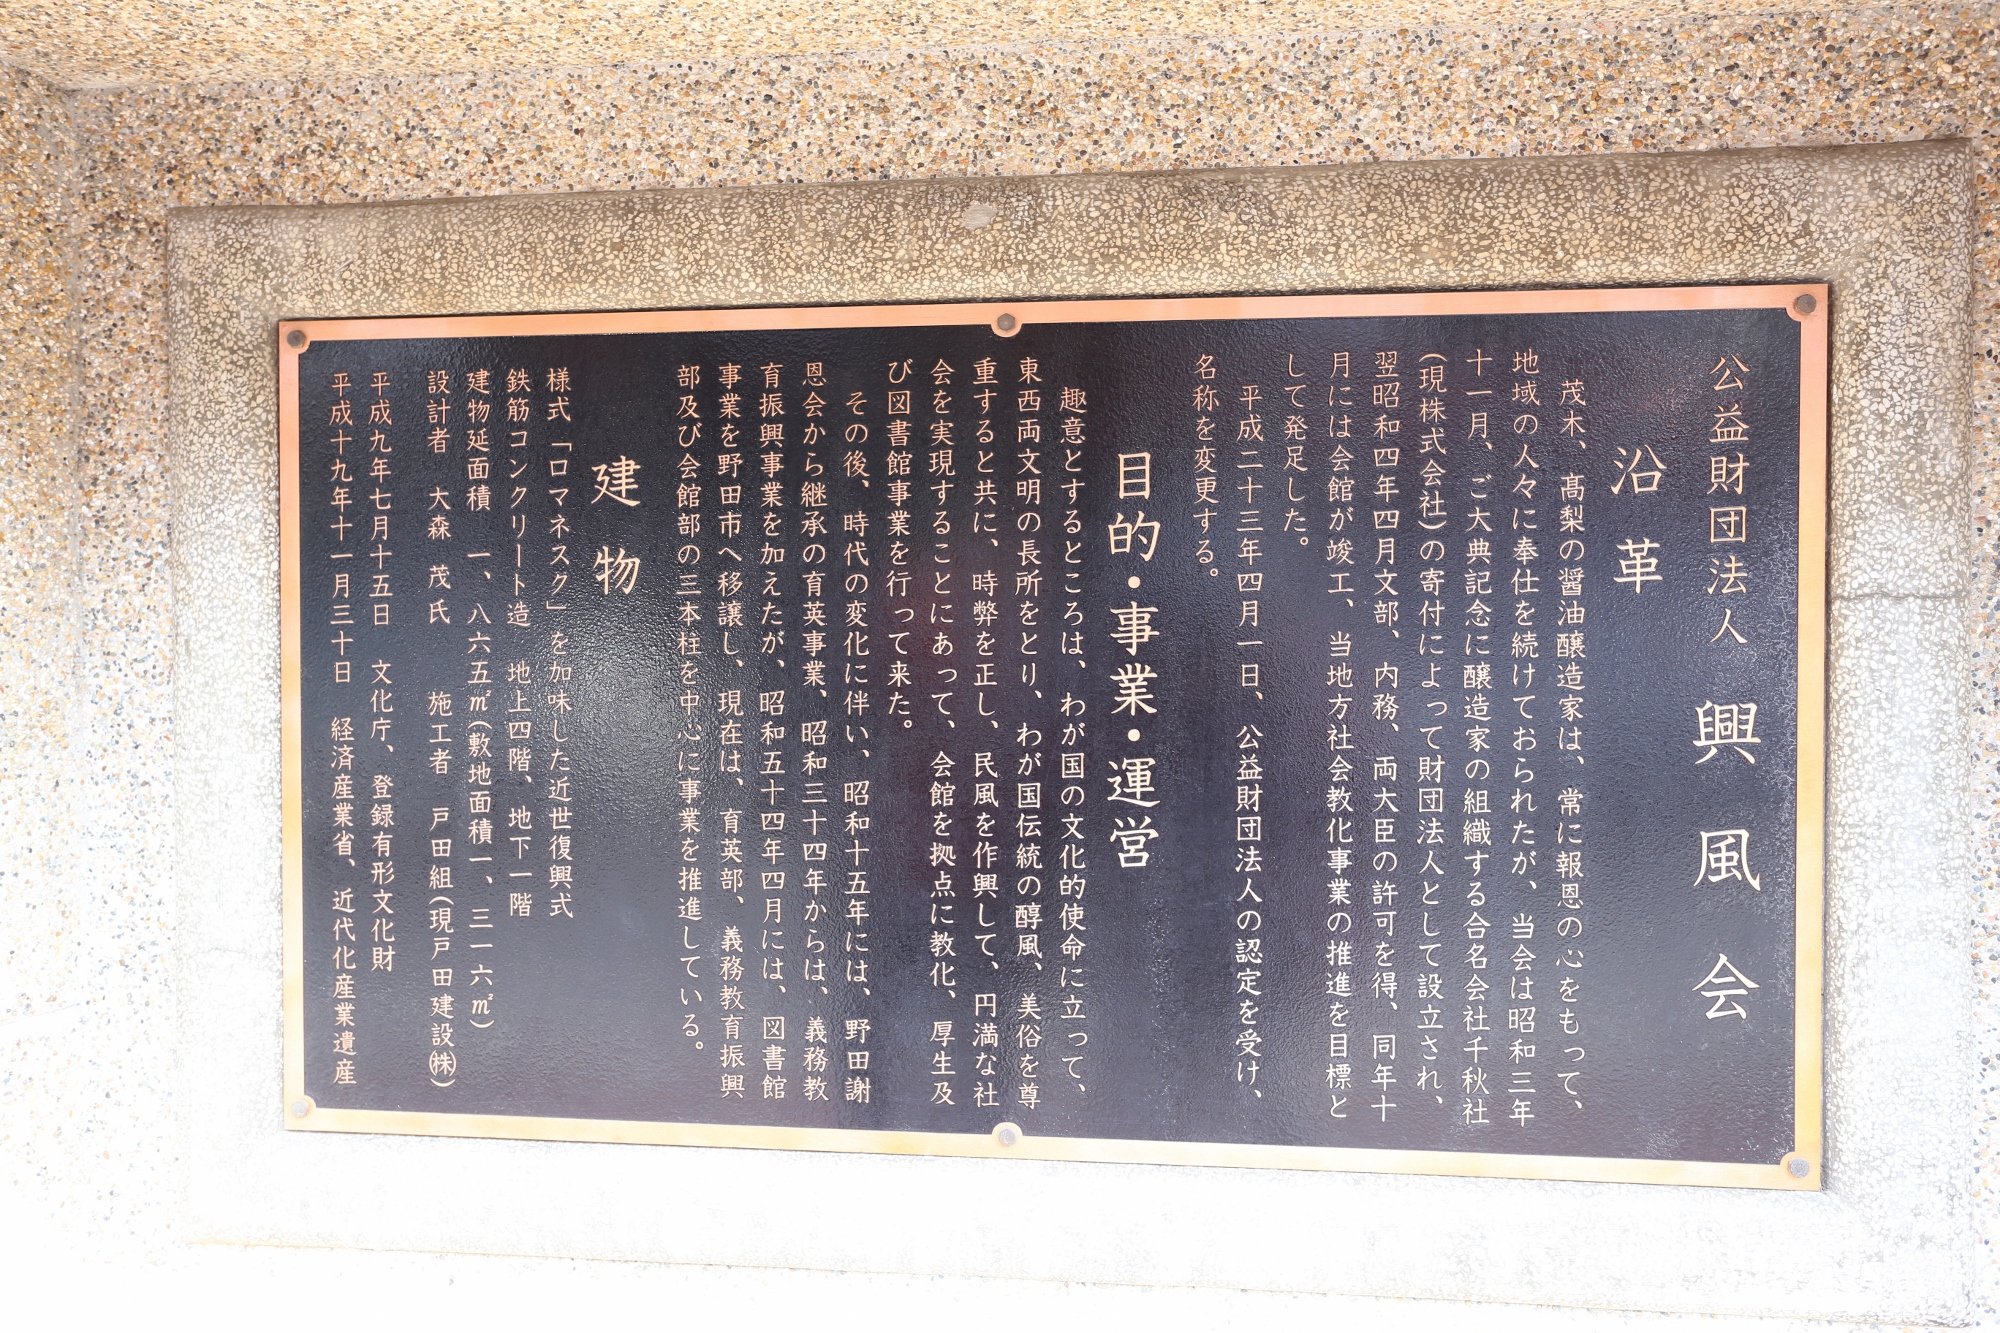 公益財団法人 興風会
沿革
茂木、髙梨の醤油醸造家は、常に報恩の心をもって、
地域の人々に奉仕を続けておられたが、当会は昭和三年
十一月、ご大典記念に醸造家の組織する合名会社千秋社
(現株式会社)の寄付によって財団法人として設立され、
翌昭和四年四月文部、内務、両大臣の許可を得、同年十
月には会館が竣工、当地方社会教化事業の推進を目標と
して発足した。
平成二十三年四月一日、公益財団法人の認定を受け、
名称を変更する。
目的・事業・運営
趣意とするところは、わが国の文化的使命に立って、
東西両文明の長所をとり、わが国伝統の醇風、美俗を尊
重すると共に、時弊を正し、民風を作興して、円満な社
会を実現することにあって、会館を拠点に教化、厚生及
び図書館事業を行って来た。
その後、時代の変化に伴い、昭和十五年には、野田謝
恩会から継承の育英事業、昭和三十四年からは、義務教
育振興事業を加えたが、昭和五十四年四月には、図書館
事業を野田市へ移譲し、現在は、育英部、義務教育振興
部及び会館部の三本柱を中心に事業を推進している。
建物
様式「ロマネスク」を加味した近世復興式
鉄筋コンクリート造 地上四階、地下一階
建物延面積 一、八六五㎡(敷地面積一、三一六㎡)
設計者 大森 茂氏 施工者 戸田組(現戸田建設㈱)
平成九年七月十五日 文化庁、登録有形文化財
平成十九年十一月三十日 経済産業省、近代化産業遺産